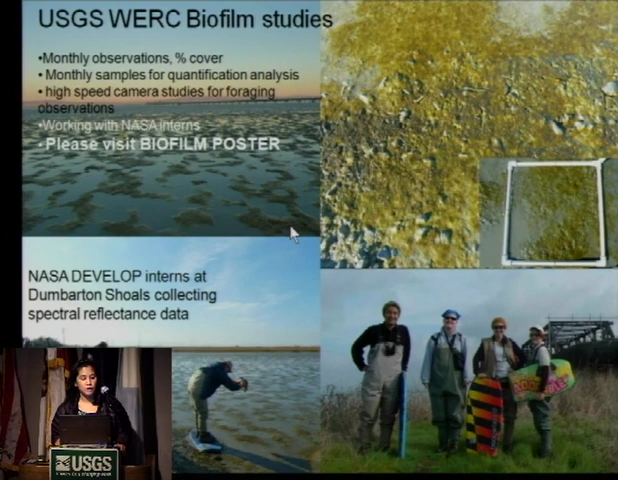 USGS WERC Biofilm studies
•Monthly observations, % cover
• Monthly samples for quantification analysis
• high speed camera studies for foraging
observations
•Working with NASA interns
• Please visit BIOFILM POSTER
NASA DEVELOP interns at
Dumbarton Shoals collecting
spectral reflectance data
USGS